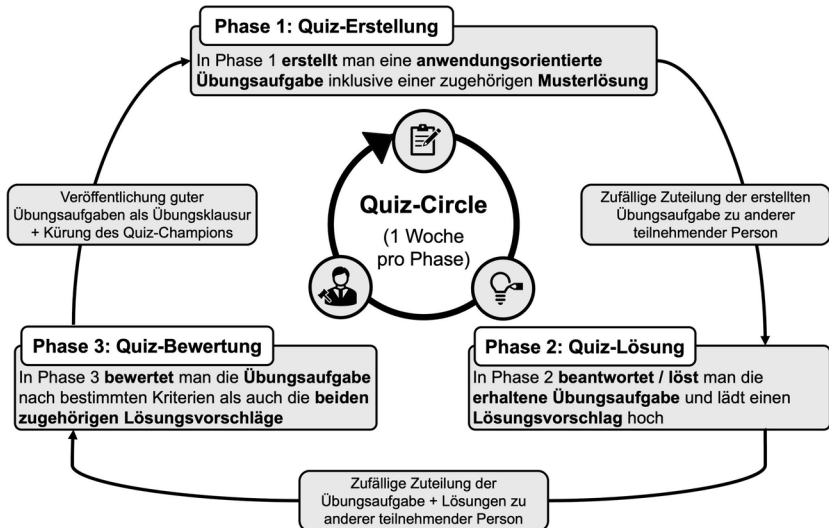 Phase 1: Quiz-Erstellung
In Phase 1 erstellt man eine anwendungsorientierte
Übungsaufgabe inklusive einer zugehörigen Musterlösung
Zufällige Zuteilung der erstellten
Übungsaufgabe zu anderer
teilnehmender Person
Phase 2: Quiz-Lösung
In Phase 2 beantwortet / löst man die
erhaltene Übungsaufgabe und lädt einen
Lösungsvorschlag hoch
Zufällige Zuteilung der
Übungsaufgabe + Lösungen zu
anderer teilnehmender Person
Phase 3: Quiz-Bewertung
In Phase 3 bewertet man die Übungsaufgabe
nach bestimmten Kriterien als auch die beiden
zugehörigen Lösungsvorschläge
Veröffentlichung guter
Übungsaufgaben als Übungsklausur
+ Kürung des Quiz-Champions
Quiz-Circle
(1 Woche
pro Phase)